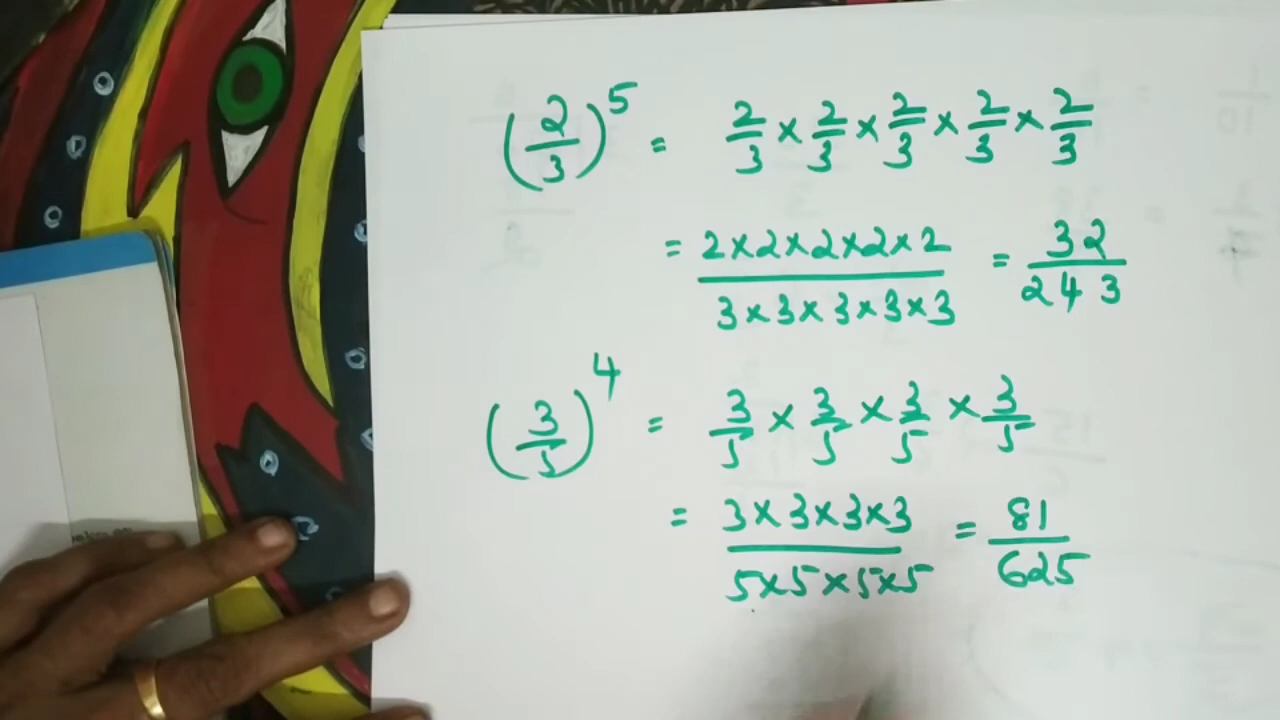 (2/3)^5 = 2/3 × 2/3 × 2/3 × 2/3 × 2/3
= 2×2×2×2×2 / 3×3×3×3×3 = 32/243
(3/5)^4 = 3/5 × 3/5 × 3/5 × 3/5
= 3×3×3×3 / 5×5×5×5 = 81/625